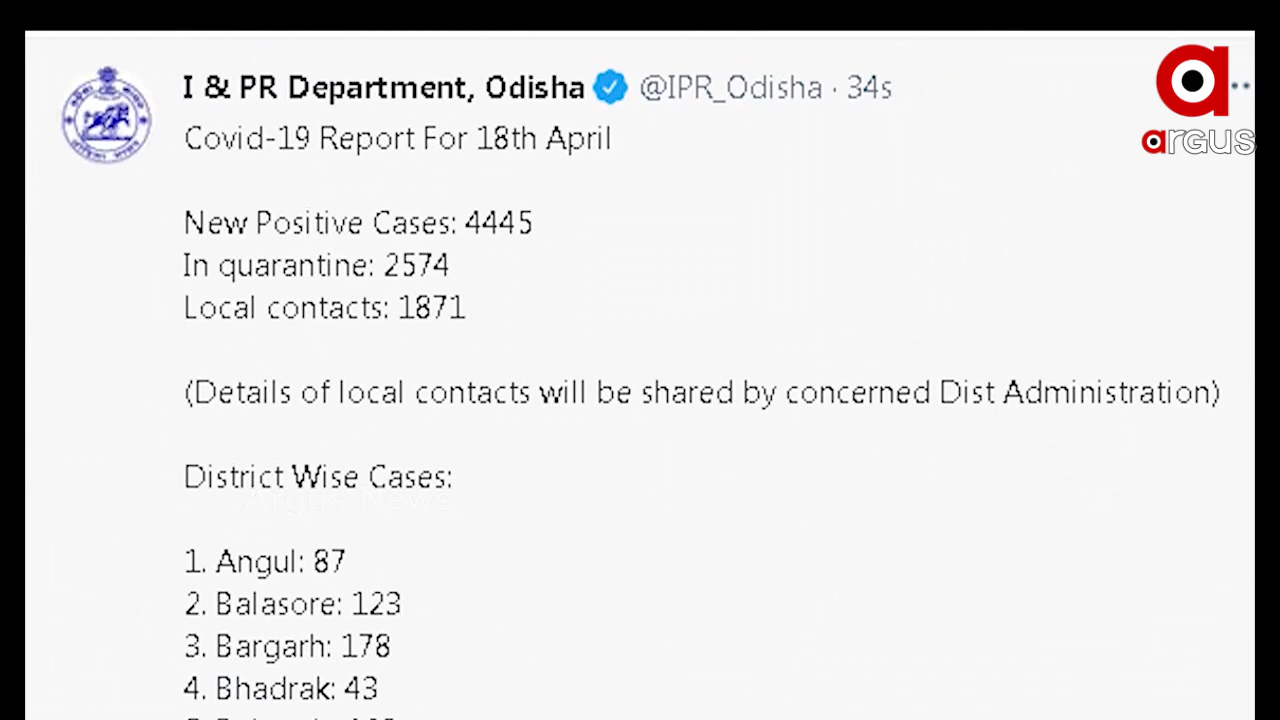 I & PR Department, Odisha @IPR_Odisha · 34s
argus
Covid-19 Report For 18th April
New Positive Cases: 4445
In quarantine: 2574
Local contacts: 1871
(Details of local contacts will be shared by concerned Dist Administration)
District Wise Cases:
Argus News
1. Angul: 87
2. Balasore: 123
3. Bargarh: 178
4. Bhadrak: 43